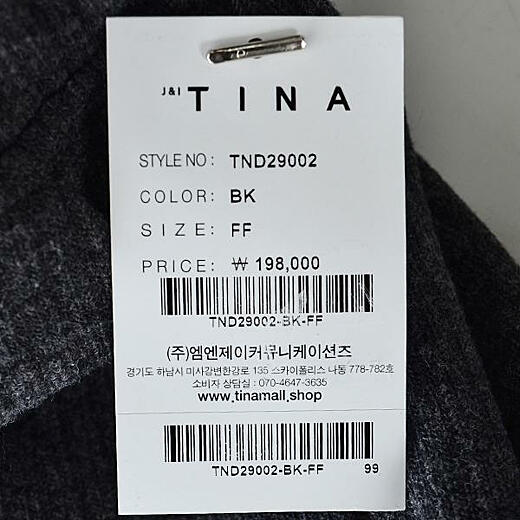 J&I TINA
STYLE NO : TND29002
COLOR: BK
SIZE: FF
PRICE: ₩ 198,000
TND29002-BK-FF
(주)엠엔제이커뮤니케이션즈
경기도 하남시 미사강변한강로 135 스카이폴리스 나동 778-782호
소비자 상담실 : 070-4647-3635
www.tinamall.shop
TND29002-BK-FF 99